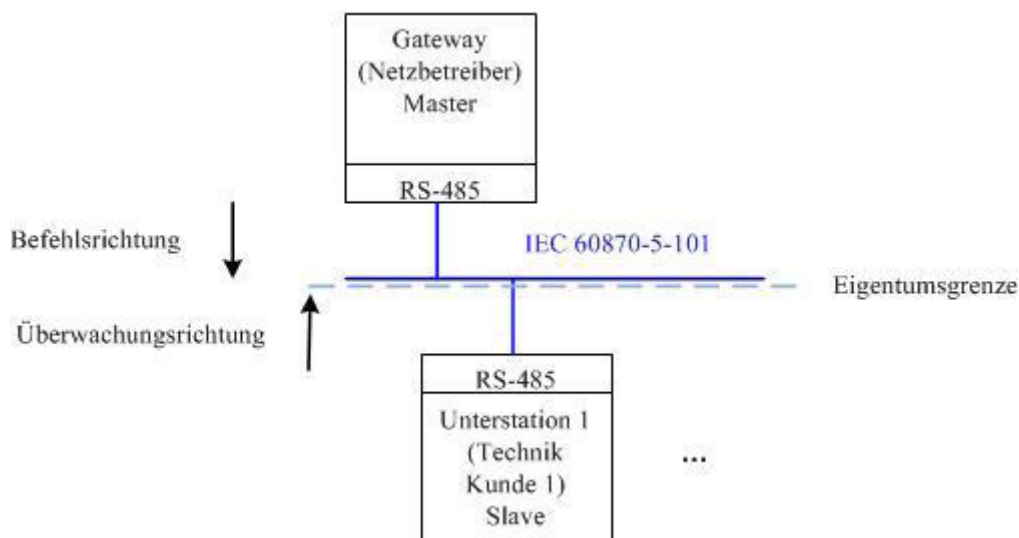 Gateway
(Netzbetreiber)
Master
RS-485
Befehlsrichtung
IEC 60870-5-101
Eigentumsgrenze
Überwachungsrichtung
RS-485
Unterstation 1
(Technik
Kunde 1)
Slave
...